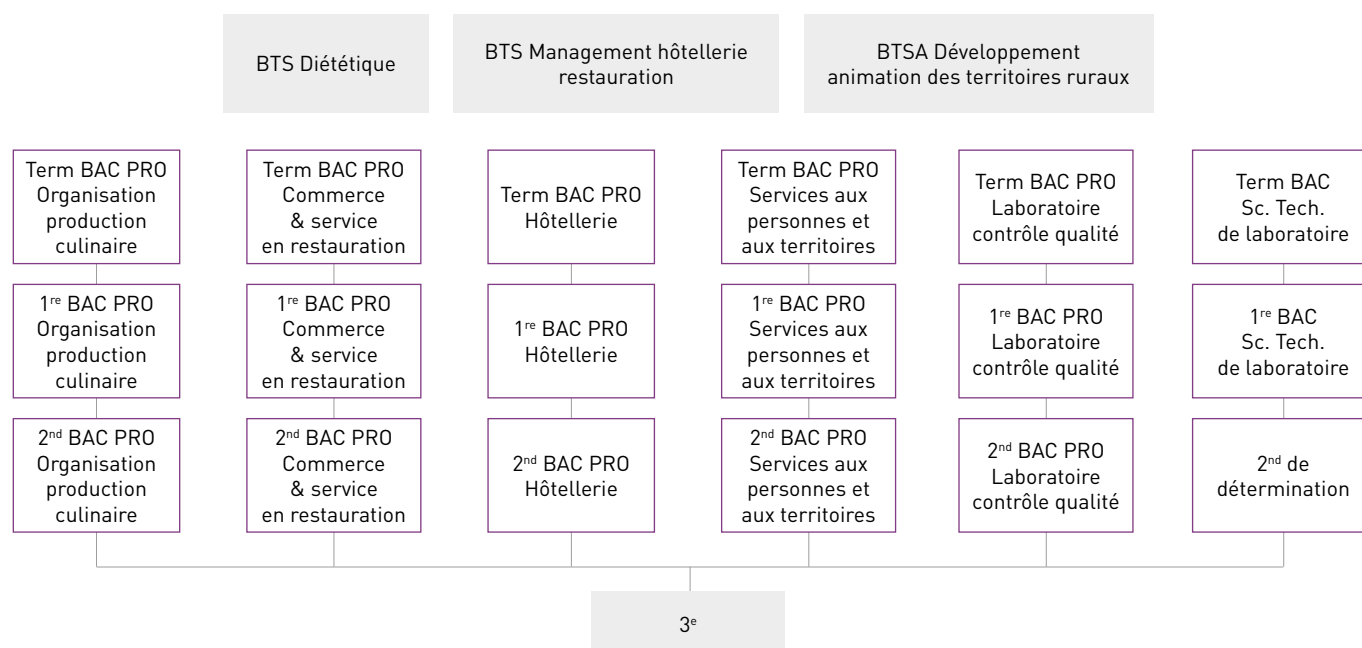 BTS Diététique
BTS Management hôtellerie
restauration
BTSA Développement
animation des territoires ruraux
Term BAC PRO
Organisation
production
culinaire
Term BAC PRO
Commerce
& service
en restauration
Term BAC PRO
Hôtellerie
Term BAC PRO
Services aux
personnes et
aux territoires
Term BAC PRO
Laboratoire
contrôle qualité
Term BAC
Sc. Tech.
de laboratoire
1re BAC PRO
Organisation
production
culinaire
1re BAC PRO
Commerce
& service
en restauration
1re BAC PRO
Hôtellerie
1re BAC PRO
Services aux
personnes et
aux territoires
1re BAC PRO
Laboratoire
contrôle qualité
1re BAC
Sc. Tech.
de laboratoire
2nd BAC PRO
Organisation
production
culinaire
2nd BAC PRO
Commerce
& service
en restauration
2nd BAC PRO
Hôtellerie
2nd BAC PRO
Services aux
personnes et
aux territoires
2nd BAC PRO
Laboratoire
contrôle qualité
2nd de
détermination
3e